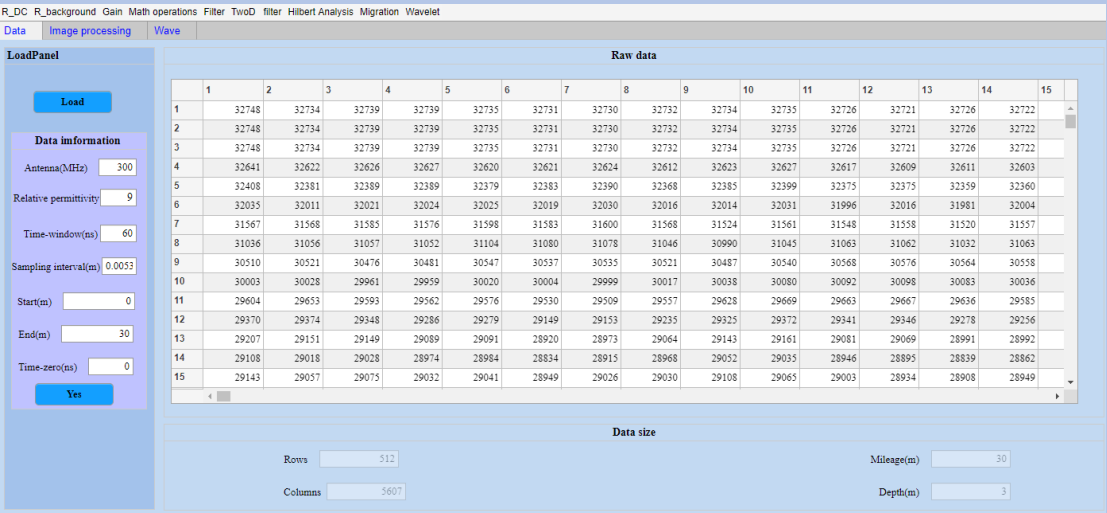 R_DC R_background Gain Math operations Filter TwoD filter Hilbert Analysis Migration Wavelet
Data Image processing Wave
LoadPanel
Load
Data imformation
Antenna(MHz) 300
Relative permittivity 9
Time-window(ns) 60
Sampling interval(m) 0.0053
Start(m) 0
End(m) 30
Time-zero(ns) 0
Yes
Raw data
1 2 3 4 5 6 7 8 9 10 11 12 13 14 15
1 32748 32734 32739 32739 32735 32731 32730 32732 32734 32735 32726 32721 32726 32722
2 32748 32734 32739 32739 32735 32731 32730 32732 32734 32735 32726 32721 32726 32722
3 32748 32734 32739 32739 32735 32731 32730 32732 32734 32735 32726 32721 32726 32722
4 32641 32622 32626 32627 32620 32621 32624 32612 32623 32627 32617 32609 32611 32603
5 32408 32381 32389 32389 32379 32383 32390 32368 32385 32399 32375 32375 32359 32360
6 32035 32011 32021 32024 32025 32019 32030 32016 32014 32031 31996 32016 31981 32004
7 31567 31568 31585 31576 31598 31583 31600 31568 31524 31561 31548 31558 31520 31557
8 31036 31056 31057 31052 31104 31080 31078 31046 30990 31045 31063 31062 31032 31063
9 30510 30521 30476 30481 30547 30537 30535 30521 30487 30540 30568 30576 30564 30558
10 30003 30028 29961 29959 30020 30004 29999 30017 30038 30080 30092 30098 30083 30036
11 29604 29653 29593 29562 29576 29530 29509 29557 29628 29669 29663 29667 29636 29585
12 29370 29374 29348 29286 29279 29149 29153 29235 29325 29372 29341 29346 29278 29256
13 29207 29151 29149 29089 29091 28920 28973 29064 29143 29161 29081 29069 28991 28992
14 29108 29018 29028 28974 28984 28834 28915 28968 29052 29035 28946 28895 28839 28862
15 29143 29057 29075 29032 29041 28949 29026 29030 29108 29065 29003 28934 28908 28949
Data size
Rows 512
Mileage(m) 30
Columns 5607
Depth(m) 3